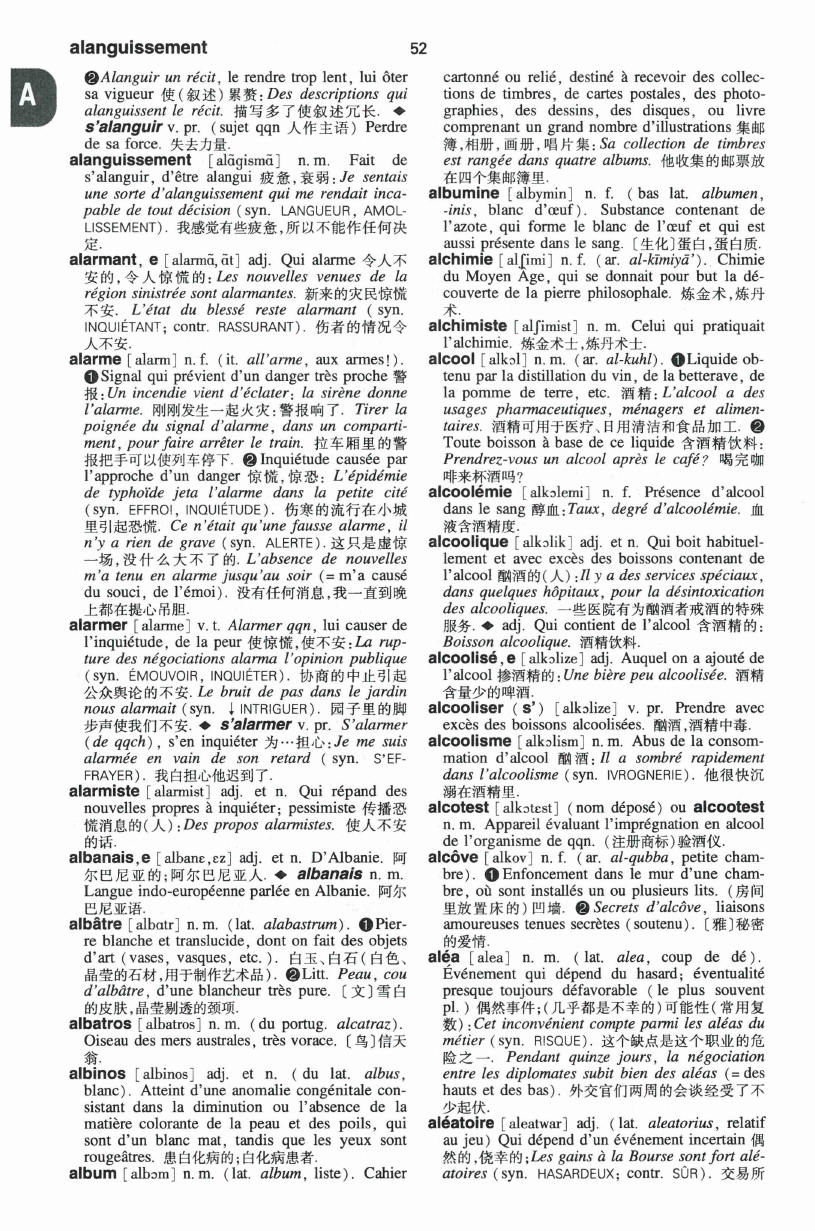 alanguissement
52
A
❷Alanguir un récit, le rendre trop lent, lui ôter
sa vigueur 使(叙述)累赘:Des descriptions qui
alanguissent le récit. 描写多了使叙述冗长. ◆
s'alanguir v. pr. (sujet qqn 人作主语) Perdre
de sa force. 失去力量.
alanguissement [alɑ̃gismɑ̃] n. m. Fait de
s'alanguir, d'être alangui 疲惫,衰弱:Je sentais
une sorte d'alanguissement qui me rendait inca-
pable de tout décision (syn. LANGUEUR, AMOL-
LISSEMENT). 我感觉有些疲惫,所以不能作任何决
定.
alarmant, e [alarmɑ̃, ɑ̃t] adj. Qui alarme 令人不
安的,令人惊慌的: Les nouvelles venues de la
région sinistrée sont alarmantes. 新来的灾民惊慌
不安. L'état du blessé reste alarmant (syn.
INQUIÉTANT; contr. RASSURANT). 伤者的情况令
人不安.
alarme [alarm] n. f. (it. all'arme, aux armes!).
❶Signal qui prévient d'un danger très proche 警
报:Un incendie vient d'éclater; la sirène donne
l'alarme. 刚刚发生一起火灾:警报响了. Tirer la
poignée du signal d'alarme, dans un comparti-
ment, pour faire arrêter le train. 拉车厢里的警
报把手可以使列车停下. ❷Inquiétude causée par
l'approche d'un danger 惊慌,惊恐: L'épidémie
de typhoïde jeta l'alarme dans la petite cité
(syn. EFFROI, INQUIÉTUDE). 伤寒的流行在小城
里引起恐慌. Ce n'était qu'une fausse alarme, il
n'y a rien de grave (syn. ALERTE). 这只是虚惊
一场,没什么大不了的. L'absence de nouvelles
m'a tenu en alarme jusqu'au soir (= m'a causé
du souci, de l'émoi). 没有任何消息,我一直到晚
上都在提心吊胆.
alarmer [alarme] v. t. Alarmer qqn, lui causer de
l'inquiétude, de la peur 使惊慌,使不安:La rup-
ture des négociations alarma l'opinion publique
(syn. ÉMOUVOIR, INQUIÉTER). 协商的中止引起
公众舆论的不安. Le bruit de pas dans le jardin
nous alarmait (syn. ↓INTRIGUER). 园子里的脚
步声使我们不安. ◆ s'alarmer v. pr. S'alarmer
(de qqch), s'en inquiéter 为…担心:Je me suis
alarmée en vain de son retard (syn. S'EF-
FRAYER). 我白担心他迟到了.
alarmiste [alarmist] adj. et n. Qui répand des
nouvelles propres à inquiéter; pessimiste 传播恐
慌消息的(人):Des propos alarmistes. 使人不安
的话.
albanais,e [albanɛ,ɛz] adj. et n. D'Albanie. 阿
尔巴尼亚的;阿尔巴尼亚人. ◆ albanais n. m.
Langue indo-européenne parlée en Albanie. 阿尔
巴尼亚语.
albâtre [albɑtr] n. m. (lat. alabastrum). ❶Pier-
re blanche et translucide, dont on fait des objets
d'art (vases, vasques, etc.). 白玉、白石(白色、
晶莹的石材,用于制作艺术品). ❷Litt. Peau, cou
d'albâtre, d'une blancheur très pure. 〔文〕雪白
的皮肤,晶莹剔透的颈项.
albatros [albatros] n. m. (du portug. alcatraz).
Oiseau des mers australes, très vorace. 〔鸟〕信天
翁.
albinos [albinos] adj. et n. (du lat. albus,
blanc). Atteint d'une anomalie congénitale con-
sistant dans la diminution ou l'absence de la
matière colorante de la peau et des poils, qui
sont d'un blanc mat, tandis que les yeux sont
rougeâtres. 患白化病的;白化病患者.
album [albɔm] n. m. (lat. album, liste). Cahier
cartonné ou relié, destiné à recevoir des collec-
tions de timbres, de cartes postales, des photo-
graphies, des dessins, des disques, ou livre
comprenant un grand nombre d'illustrations 集邮
簿,相册,画册,唱片集:Sa collection de timbres
est rangée dans quatre albums. 他收集的邮票放
在四个集邮簿里.
albumine [albymin] n. f. (bas lat. albumen,
-inis, blanc d'œuf). Substance contenant de
l'azote, qui forme le blanc de l'œuf et qui est
aussi présente dans le sang. 〔生化〕蛋白,蛋白质.
alchimie [alʃimi] n. f. (ar. al-kīmiyā'). Chimie
du Moyen Âge, qui se donnait pour but la dé-
couverte de la pierre philosophale. 炼金术,炼丹
术.
alchimiste [alʃimist] n. m. Celui qui pratiquait
l'alchimie. 炼金术士,炼丹术士.
alcool [alkɔl] n. m. (ar. al-kuhl). ❶Liquide ob-
tenu par la distillation du vin, de la betterave, de
la pomme de terre, etc. 酒精:L'alcool a des
usages pharmaceutiques, ménagers et alimen-
taires. 酒精可用于医疗、日用清洁和食品加工. ❷
Toute boisson à base de ce liquide 含酒精饮料:
Prendrez-vous un alcool après le café? 喝完咖
啡来杯酒吗?
alcoolémie [alkɔlemi] n. f. Présence d'alcool
dans le sang 醇血:Taux, degré d'alcoolémie. 血
液含酒精度.
alcoolique [alkɔlik] adj. et n. Qui boit habituel-
lement et avec excès des boissons contenant de
l'alcool 酗酒的(人):Il y a des services spéciaux,
dans quelques hôpitaux, pour la désintoxication
des alcooliques. 一些医院有为酗酒者戒酒的特殊
服务. ◆ adj. Qui contient de l'alcool 含酒精的:
Boisson alcoolique. 酒精饮料.
alcoolisé,e [alkɔlize] adj. Auquel on a ajouté de
l'alcool 掺酒精的:Une bière peu alcoolisée. 酒精
含量少的啤酒.
alcooliser (s') [alkɔlize] v. pr. Prendre avec
excès des boissons alcoolisées. 酗酒,酒精中毒.
alcoolisme [alkɔlism] n. m. Abus de la consom-
mation d'alcool 酗酒: Il a sombré rapidement
dans l'alcoolisme (syn. IVROGNERIE). 他很快沉
溺在酒精里.
alcotest [alkɔtɛst] (nom déposé) ou alcootest
n. m. Appareil évaluant l'imprégnation en alcool
de l'organisme de qqn. (注册商标)验酒仪.
alcôve [alkov] n. f. (ar. al-qubba, petite cham-
bre). ❶Enfoncement dans le mur d'une cham-
bre, où sont installés un ou plusieurs lits. (房间
里放置床的)凹墙. ❷Secrets d'alcôve, liaisons
amoureuses tenues secrètes (soutenu). 〔雅〕秘密
的爱情.
aléa [alea] n. m. (lat. alea, coup de dé).
Événement qui dépend du hasard; éventualité
presque toujours défavorable (le plus souvent
pl.) 偶然事件;(几乎都是不幸的)可能性(常用复
数):Cet inconvénient compte parmi les aléas du
métier (syn. RISQUE). 这个缺点是这个职业的危
险之一. Pendant quinze jours, la négociation
entre les diplomates subit bien des aléas (= des
hauts et des bas). 外交官们两周的会谈经受了不
少起伏.
aléatoire [aleatwar] adj. (lat. aleatorius, relatif
au jeu) Qui dépend d'un événement incertain 偶
然的,侥幸的;Les gains à la Bourse sont fort alé-
atoires (syn. HASARDEUX; contr. SÛR). 交易所